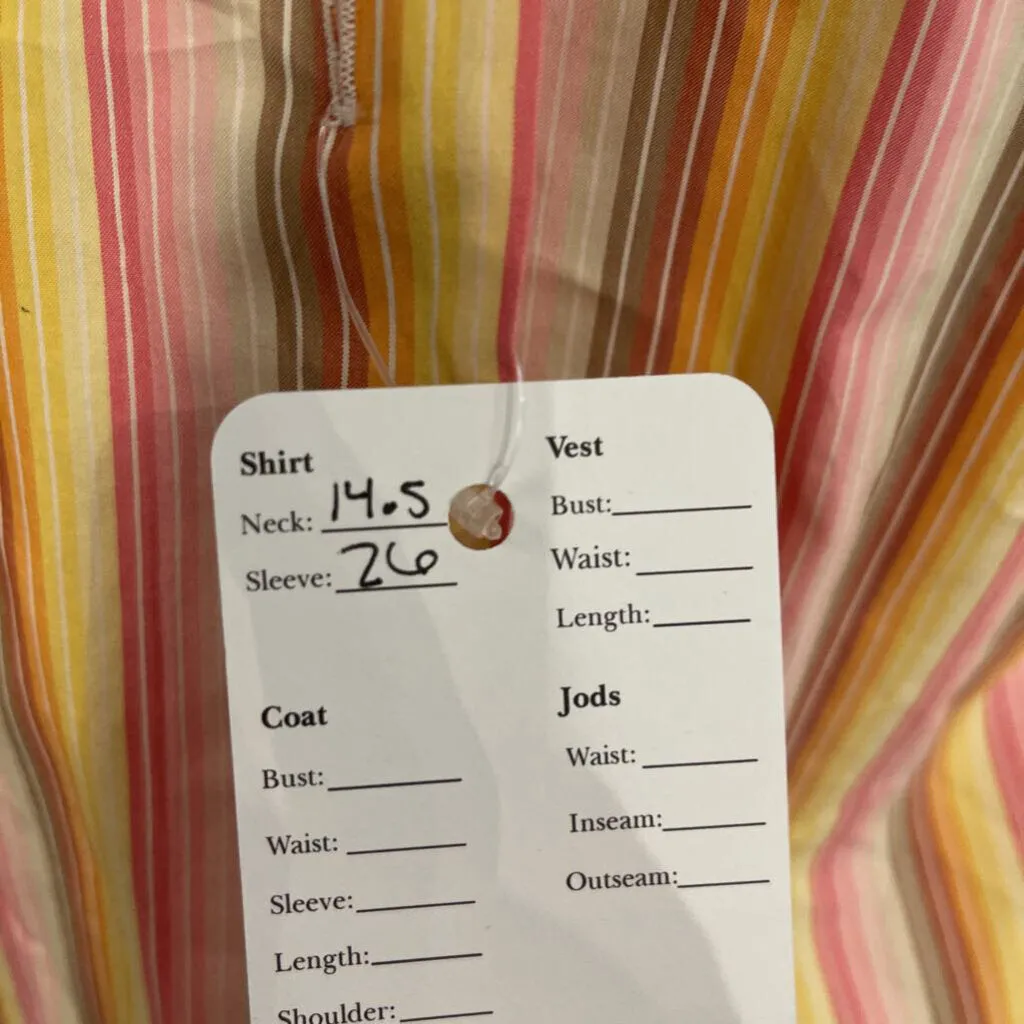 Shirt
Neck: 14.5
Sleeve: 26
Vest
Bust:
Waist:
Length:
Coat
Bust:
Waist:
Sleeve:
Length:
Shoulder:
Jods
Waist:
Inseam:
Outseam: